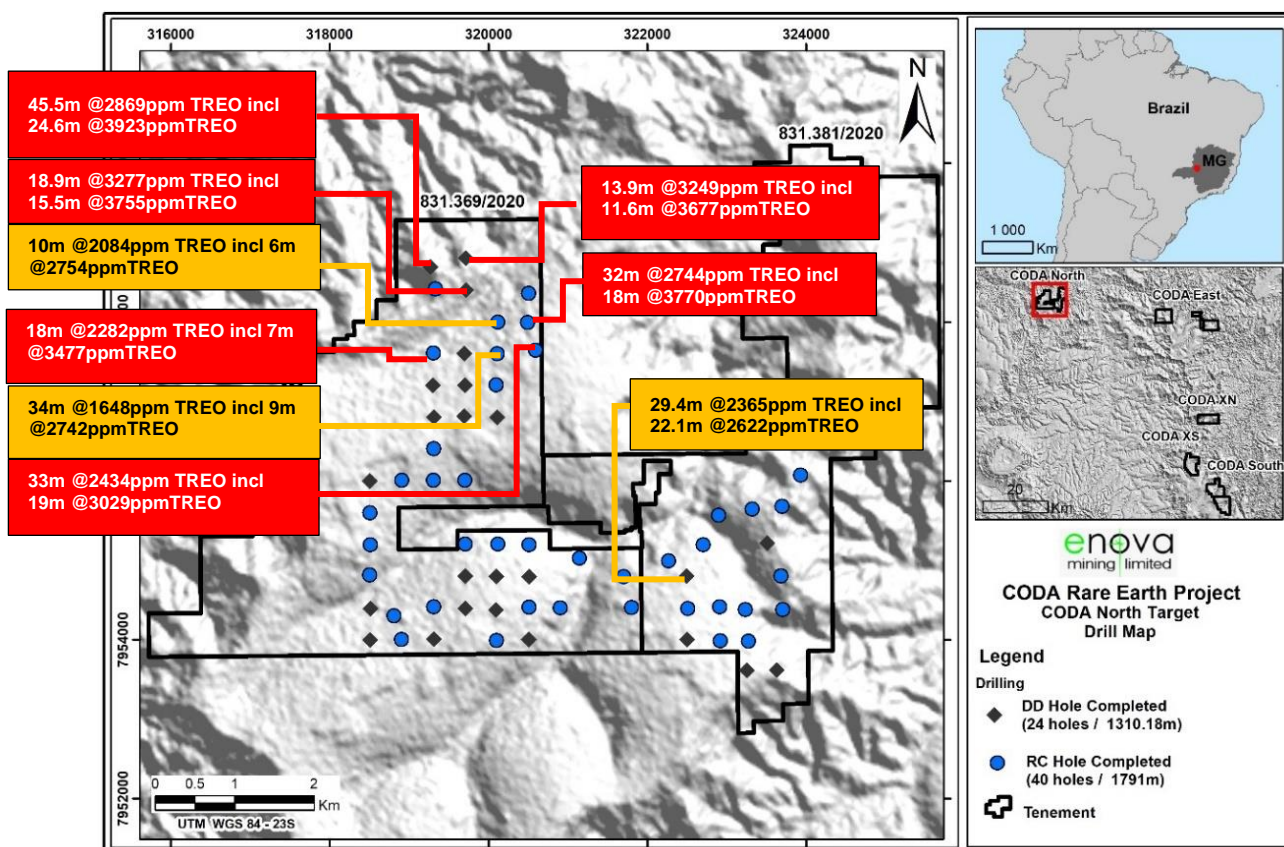 316000
318000
320000
322000
324000
N
45.5m @2869ppm TREO incl
24.6m @3923ppmTREO
18.9m @3277ppm TREO incl
15.5m @3755ppmTREO
10m @2084ppm TREO incl 6m
@2754ppmTREO
18m @2282ppm TREO incl 7m
@3477ppmTREO
34m @1648ppm TREO incl 9m
@2742ppmTREO
33m @2434ppm TREO incl
19m @3029ppmTREO
831.381/2020
831.369/2020
13.9m @3249ppm TREO incl
11.6m @3677ppmTREO
32m @2744ppm TREO incl
18m @3770ppmTREO
29.4m @2365ppm TREO incl
22.1m @2622ppmTREO
7954000
7952000
0 0.5 1 2
Km
UTM WGS 84 - 23S
Brazil
MG
1 000
Km
CODA North
CODA East
CODA XN
CODA XS
CODA South
20
Km
enova
mining limited
CODA Rare Earth Project
CODA North Target
Drill Map
Legend
Drilling
DD Hole Completed
(24 holes / 1310.18m)
RC Hole Completed
(40 holes / 1791m)
Tenement